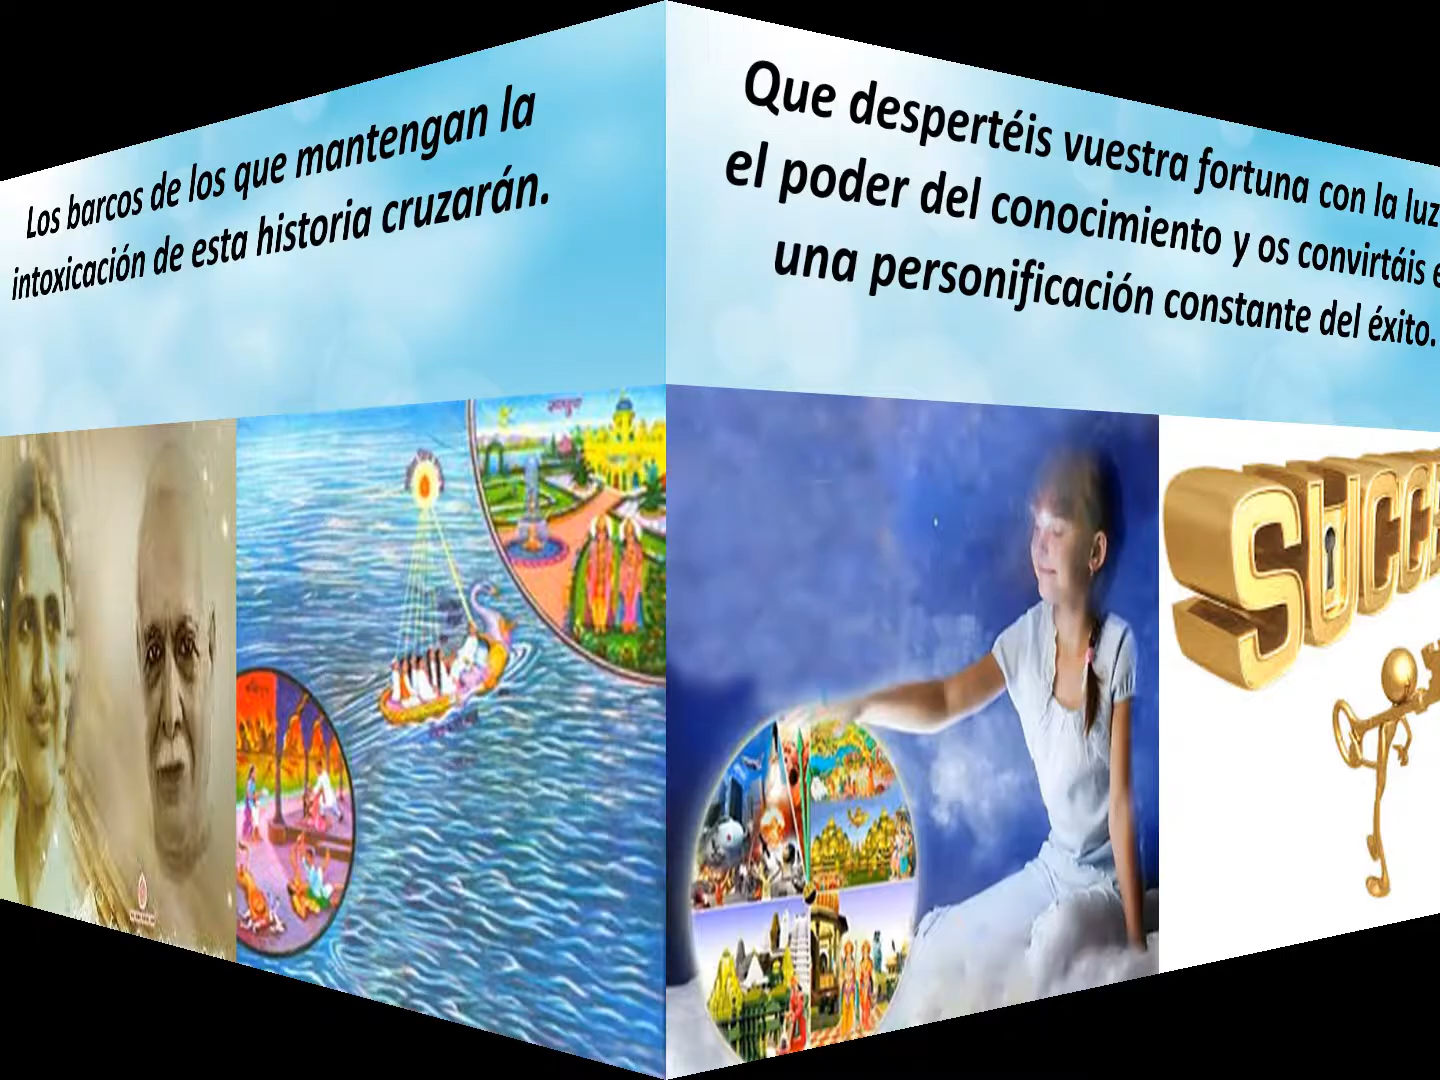 Los barcos de los que mantengan la
intoxicación de esta historia cruzarán.
Que despertéis vuestra fortuna con la luz
el poder del conocimiento y os convirtáis e
una personificación constante del éxito.
SUCC